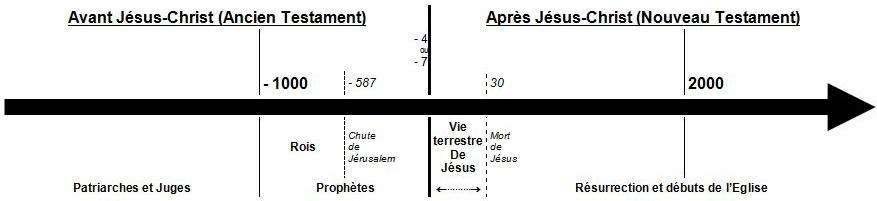 Avant Jésus-Christ (Ancien Testament)
Après Jésus-Christ (Nouveau Testament)
- 4
ou
- 7
- 1000
- 587
30
2000
Rois
Chute
de
Jérusalem
Vie
terrestre
De
Jésus
Mort
de
Jésus
Patriarches et Juges
Prophètes
Résurrection et débuts de l'Eglise